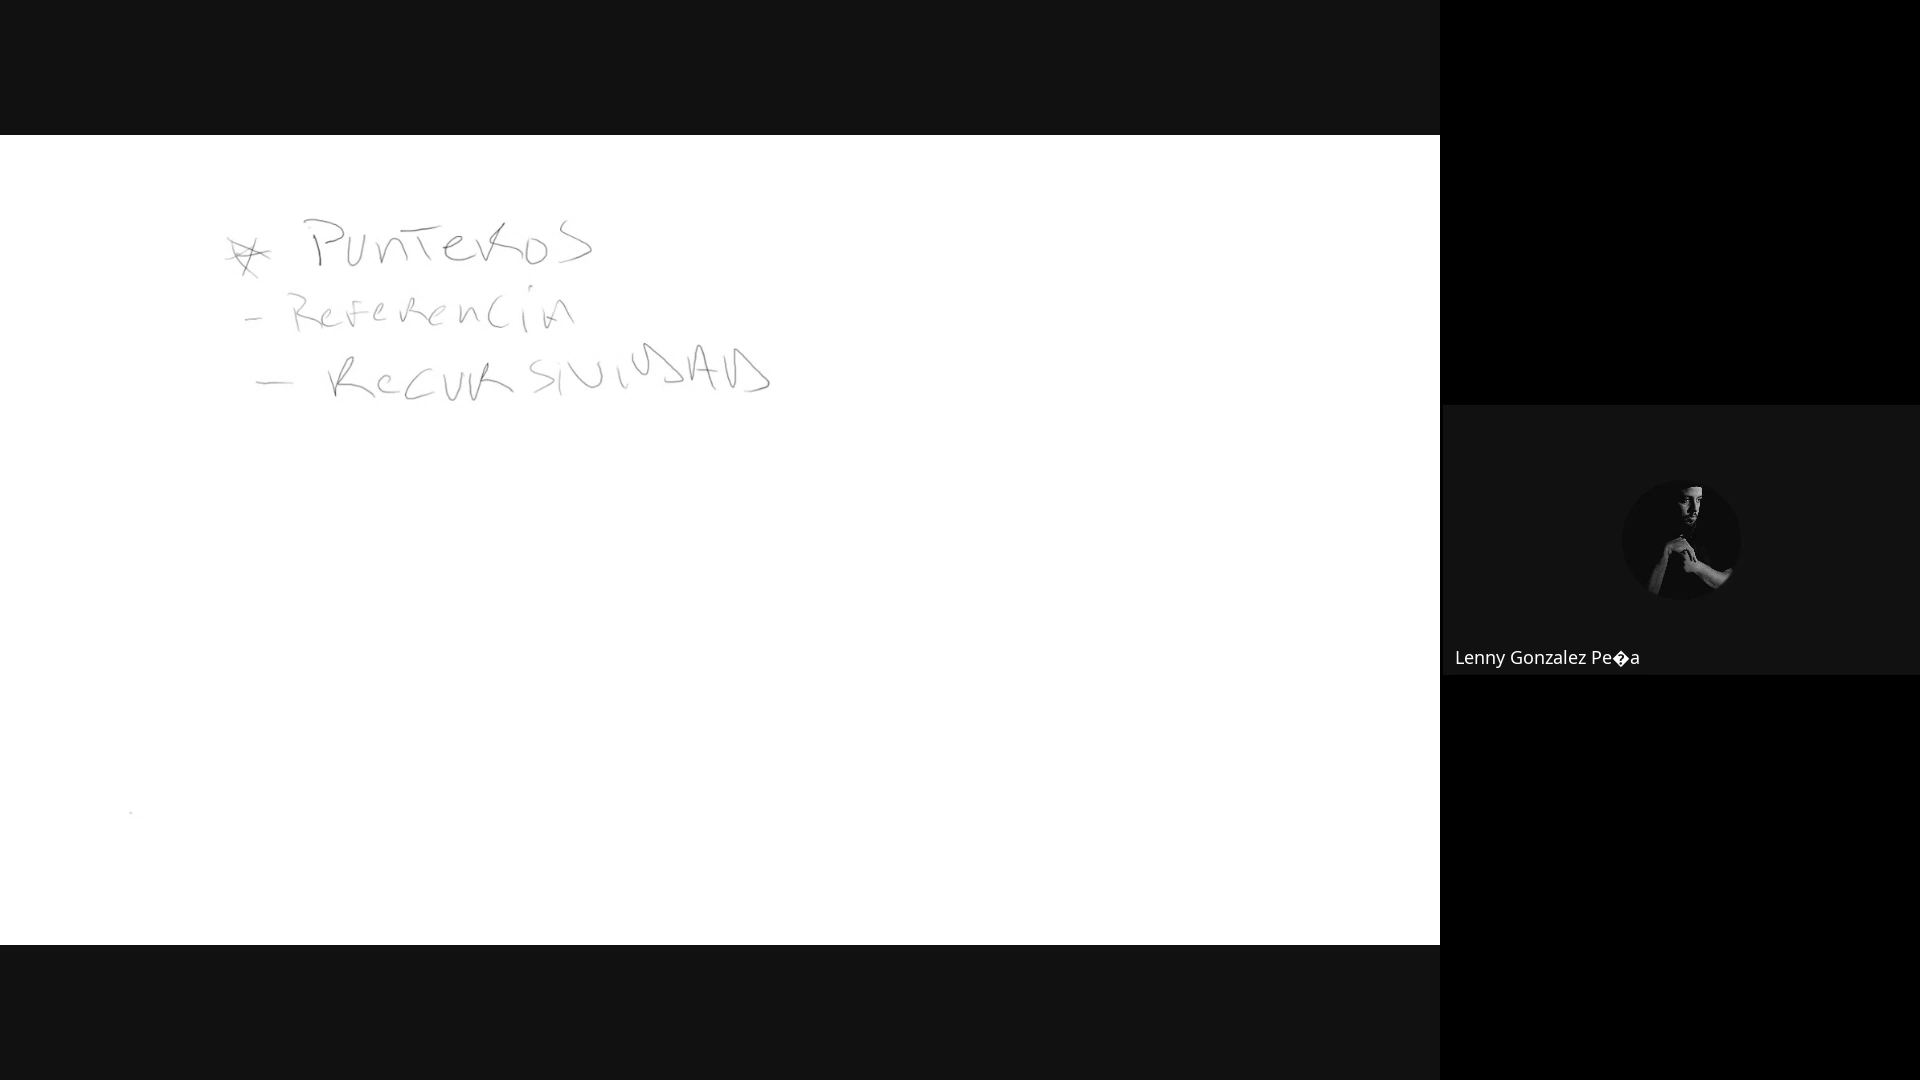 * PUNTEROS
- REFERENCIA
- RECURSIVIDAD
Lenny Gonzalez Pe�a